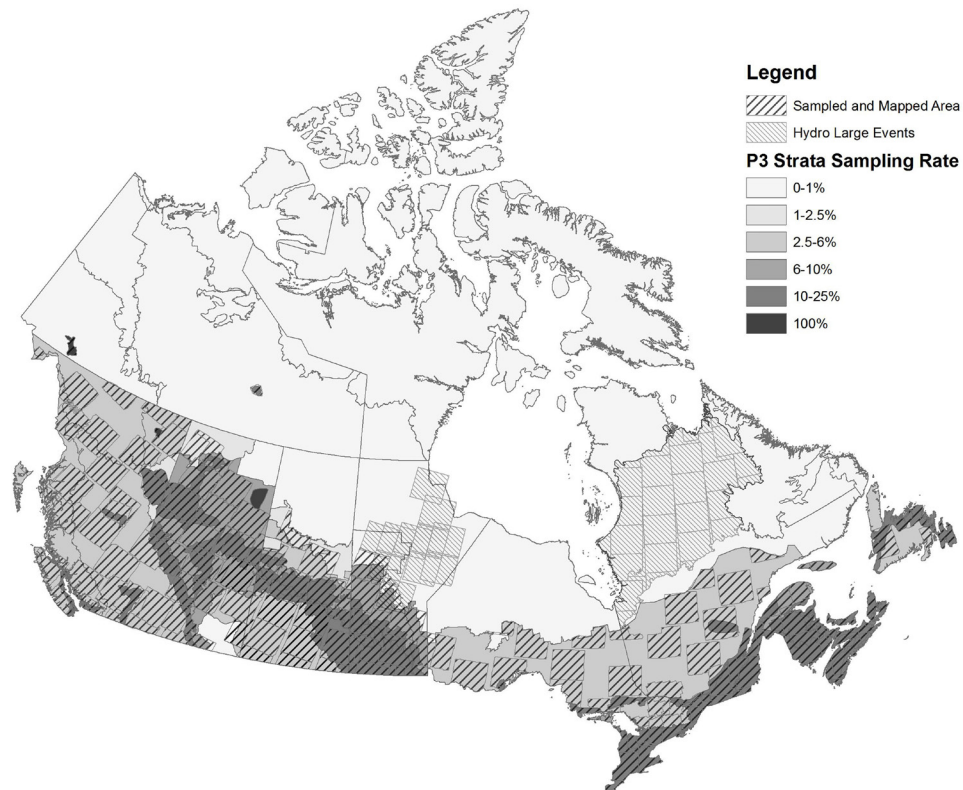 Legend
Sampled and Mapped Area
Hydro Large Events
P3 Strata Sampling Rate
0-1%
1-2.5%
2.5-6%
6-10%
10-25%
100%